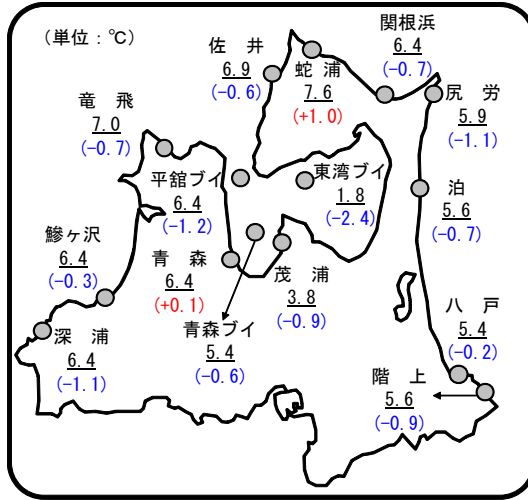 （単位：℃）
関根浜
6.4
(-0.7)
佐井
6.9
(-0.6)
蛇浦
7.6
(+1.0)
竜飛
7.0
(-0.7)
尻労
5.9
(-1.1)
平舘ブイ
6.4
(-1.2)
東湾ブイ
1.8
(-2.4)
泊
5.6
(-0.7)
鰺ヶ沢
6.4
(-0.3)
青森
6.4
(+0.1)
茂浦
3.8
(-0.9)
青森ブイ
5.4
(-0.6)
八戸
5.4
(-0.2)
深浦
6.4
(-1.1)
階上
5.6
(-0.9)